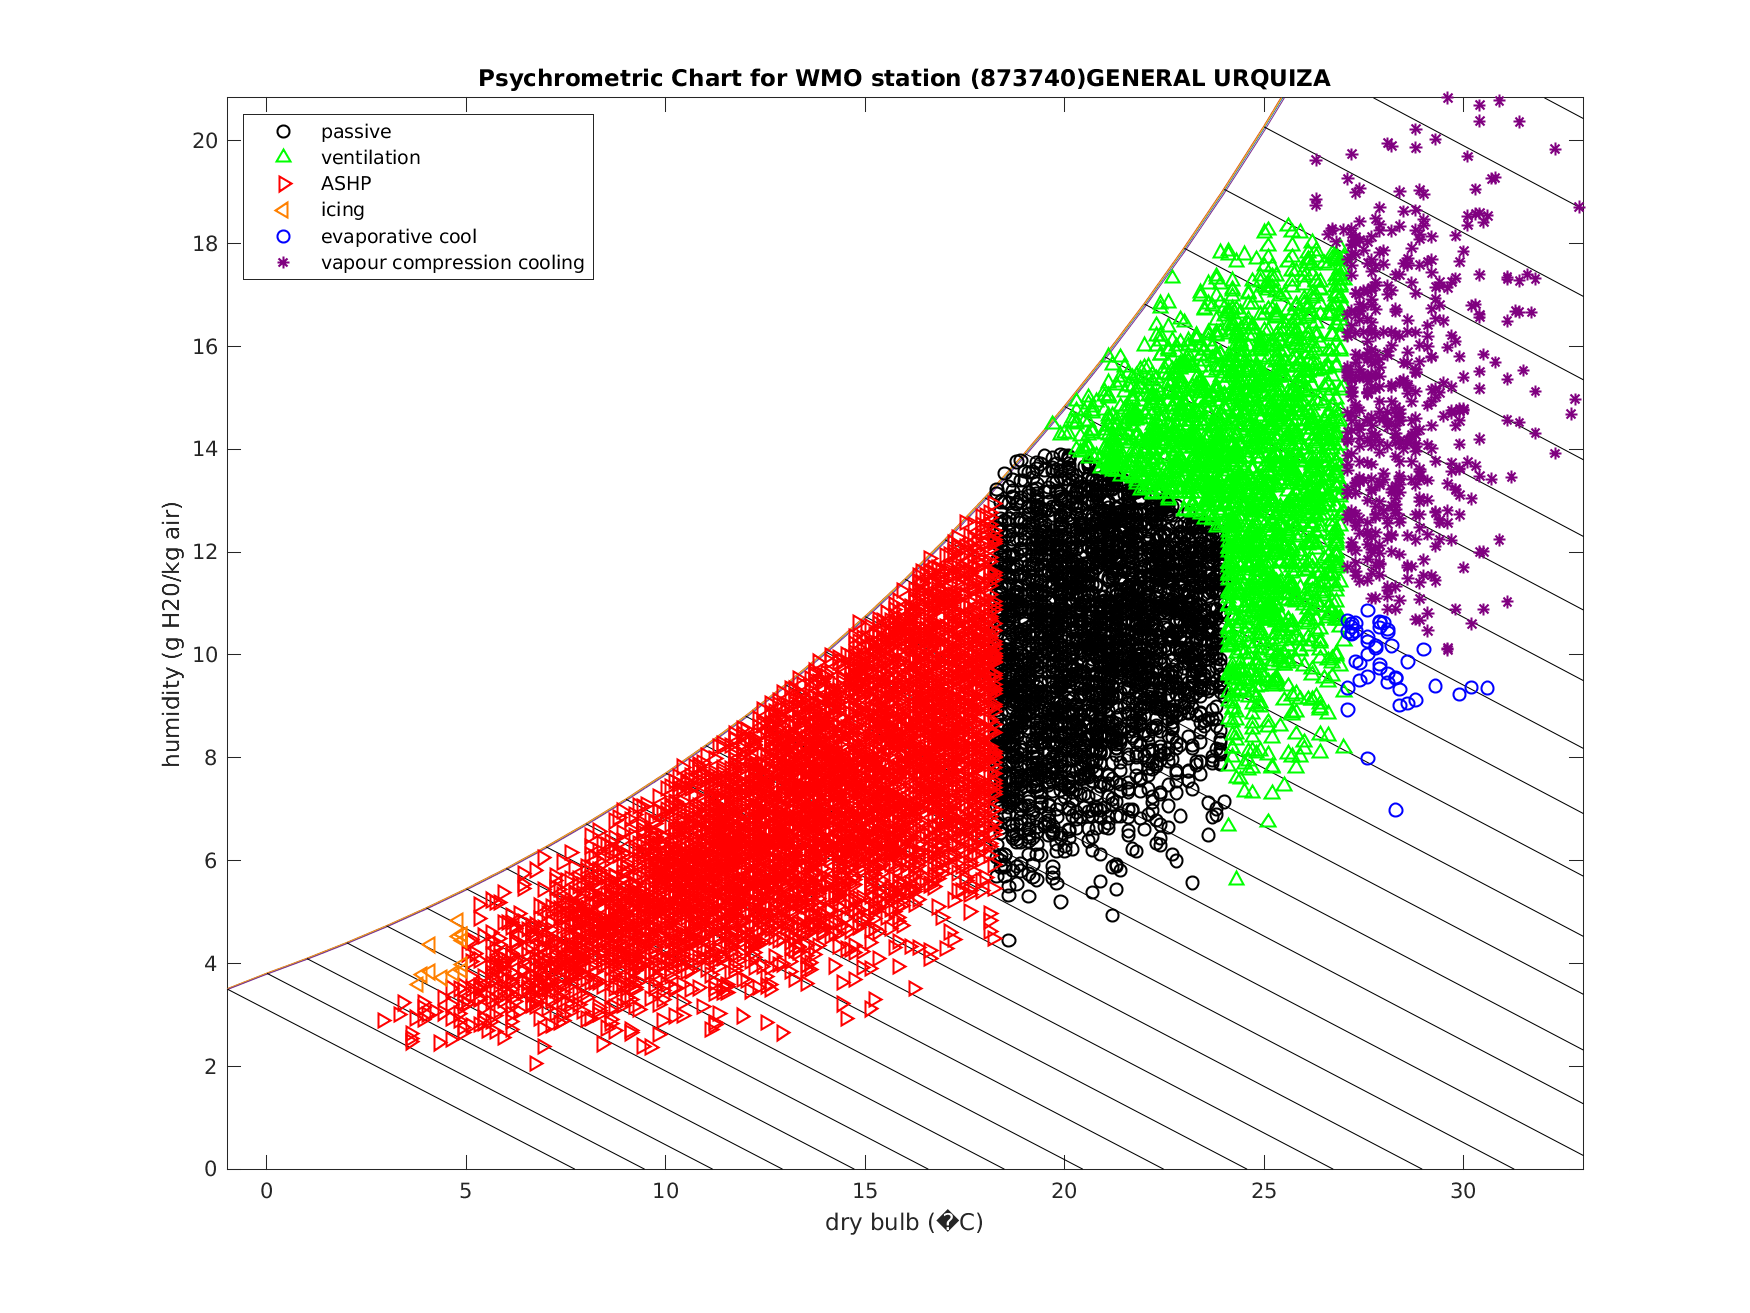 Psychrometric Chart for WMO station (873740)GENERAL URQUIZA
passive
ventilation
ASHP
icing
evaporative cool
vapour compression cooling
humidity (g H20/kg air)
20
18
16
14
12
10
8
6
4
2
0
0 5 10 15 20 25 30
dry bulb (�C)